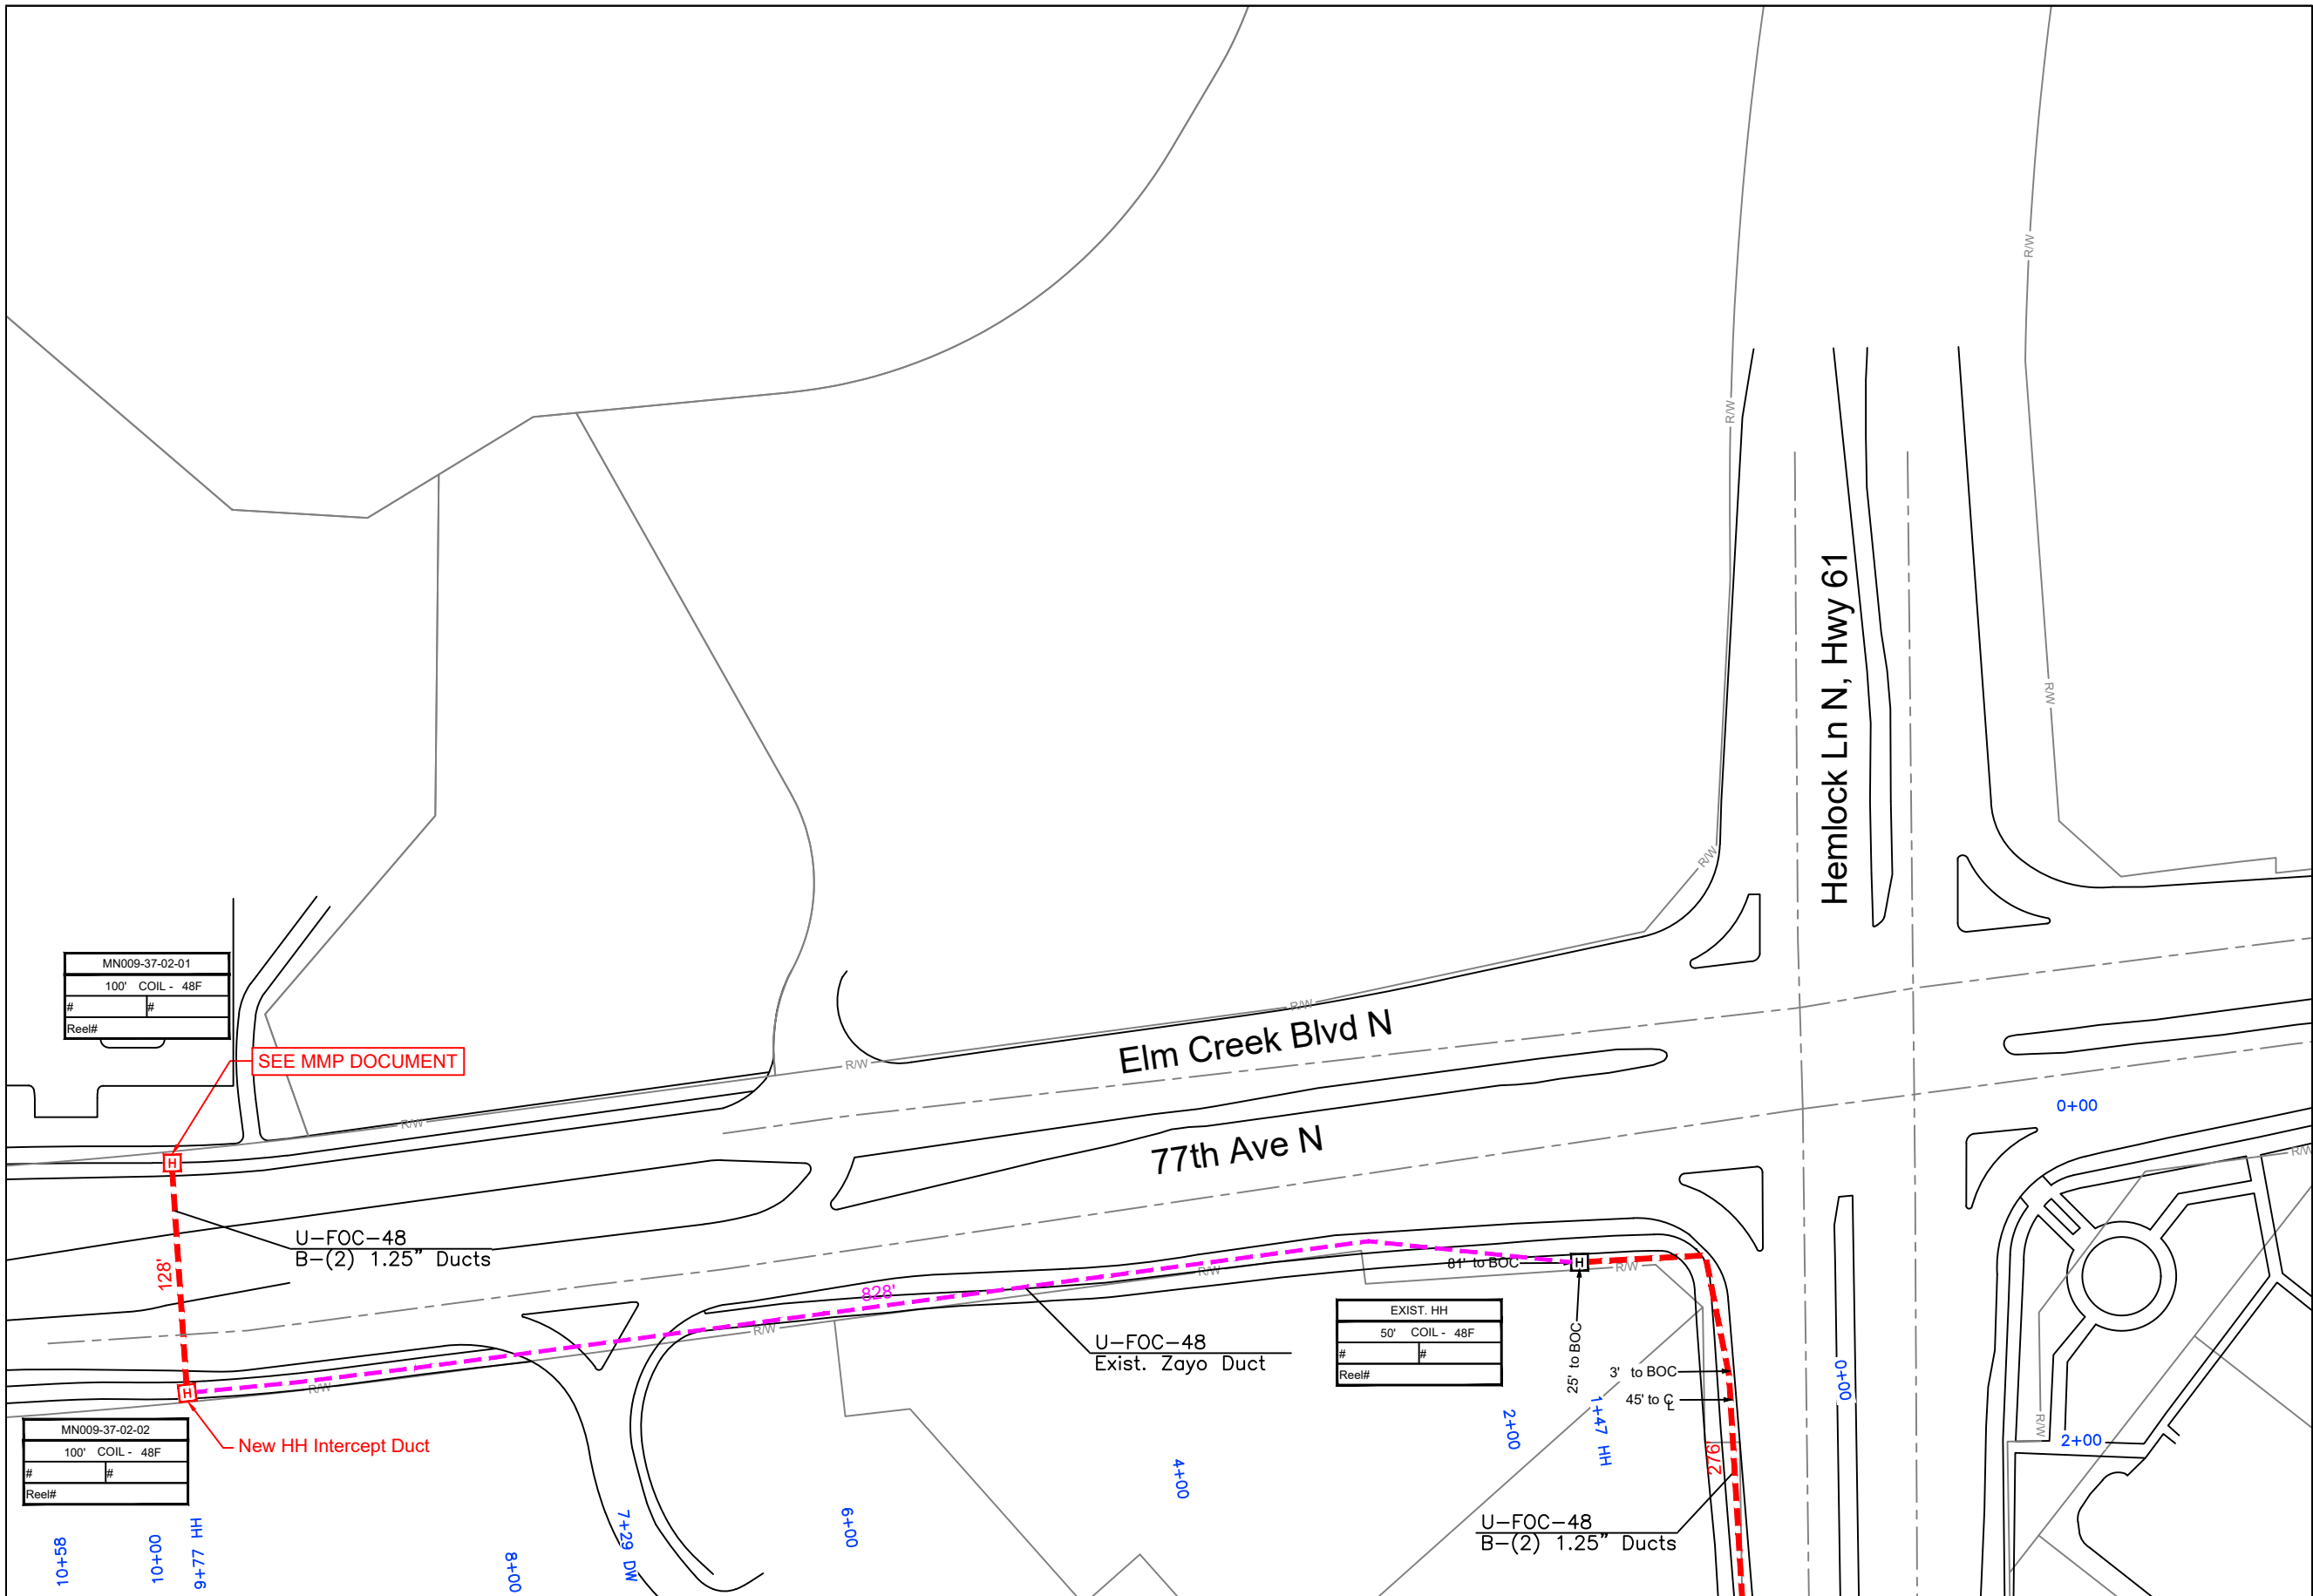 R/W
R/W
R/W
Hemlock Ln N, Hwy 61
R/W
MN009-37-02-01
100' COIL - 48F
# #
Reel#
SEE MMP DOCUMENT
R/W
Elm Creek Blvd N
R/W
R/W
0+00
77th Ave N
R/W
U-FOC-48
B-(2) 1.25" Ducts
128'
828'
R/W
81' to BOC
H
R/W
H
U-FOC-48
Exist. Zayo Duct
R/W
EXIST. HH
50' COIL - 48F
# #
Reel#
25' to BOC
3' to BOC
45' to ℄
0+00
H
R/W
MN009-37-02-02
100' COIL - 48F
# #
Reel#
New HH Intercept Duct
276'
R/W
2+00
10+58
10+00
9+77 HH
8+00
7+29 DW
6+00
4+00
2+00
1+47 HH
U-FOC-48
B-(2) 1.25" Ducts